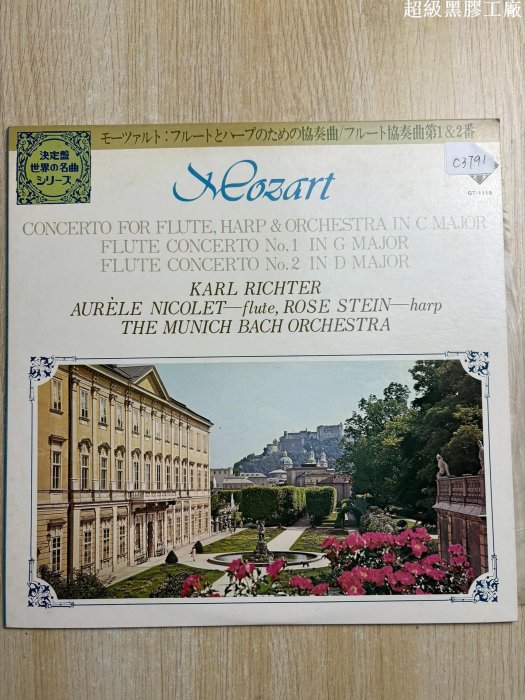 超級黑膠工廠
モーツァルト：フルートとハープのための協奏曲/フルート協奏曲第1&2番
決定盤
世界の名曲
シリーズ
C3791
GT-1119
Mozart
CONCERTO FOR FLUTE, HARP & ORCHESTRA IN C MAJOR
FLUTE CONCERTO No.1 IN G MAJOR
FLUTE CONCERTO No.2 IN D MAJOR
KARL RICHTER
AURÈLE NICOLET—flute, ROSE STEIN—harp
THE MUNICH BACH ORCHESTRA